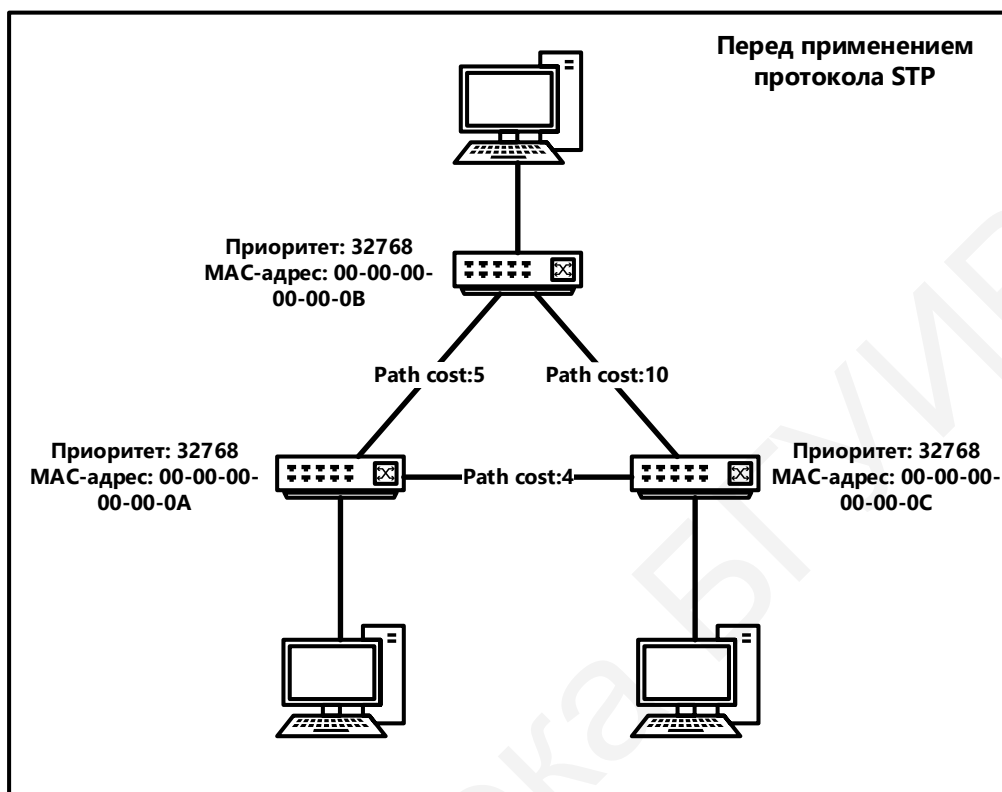 Перед применением
протокола STP
Приоритет: 32768
MAC-адрес: 00-00-00-
00-00-0B
Path cost:5
Path cost:10
Приоритет: 32768
MAC-адрес: 00-00-00-
00-00-0A
Path cost:4
Приоритет: 32768
MAC-адрес: 00-00-00-
00-00-0C